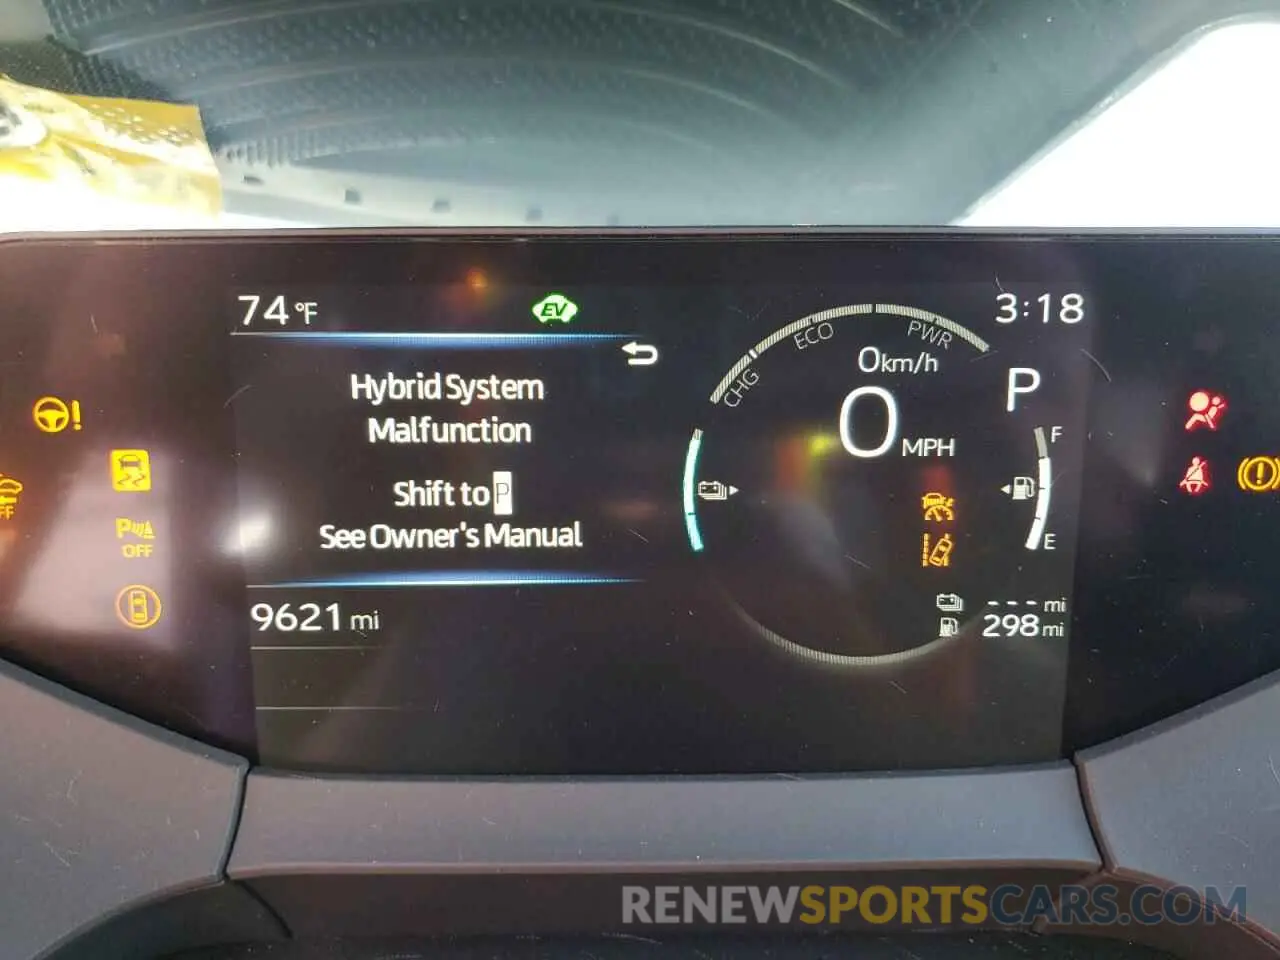 74 °F
EV
3:18
ECO
PWR
CHG
0km/h
P
0 MPH
Hybrid System
Malfunction
Shift to P
See Owner's Manual
F
E
OFF
P
OFF
9621 mi
--- mi
298 mi
RENEWSPORTSCARS.COM